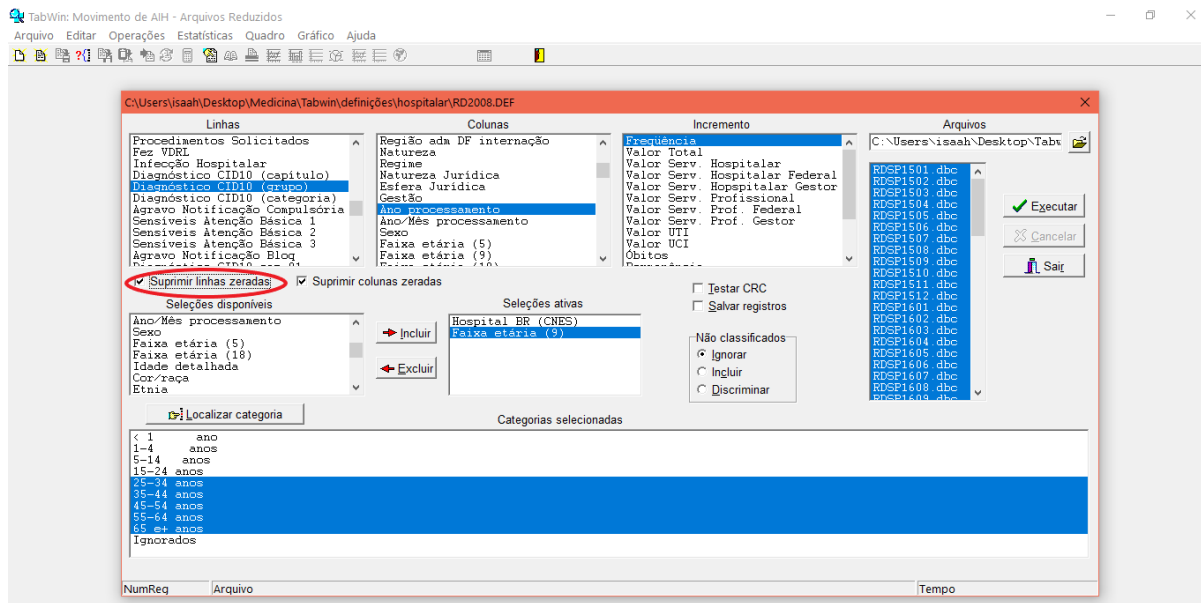 TabWin: Movimento de AIH - Arquivos Reduzidos
Arquivo Editar Operações Estatísticas Quadro Gráfico Ajuda
C:\Users\isaah\Desktop\Medicina\Tabwin\definições\hospitalar\RD2008.DEF
Linhas
Procedimentos Solicitados
Fez VDRL
Infecção Hospitalar
Diagnóstico CID10 (capítulo)
Diagnóstico CID10 (grupo)
Diagnóstico CID10 (categoria)
Agravo Notificação Compulsória
Sensíveis Atenção Básica 1
Sensíveis Atenção Básica 2
Sensíveis Atenção Básica 3
Agravo Notificação Bloq
Colunas
Região adm DF internação
Natureza
Regime
Natureza Jurídica
Esfera Jurídica
Gestão
Ano processamento
Ano/Mês processamento
Sexo
Faixa etária (5)
Faixa etária (9)
Faixa etária (18)
Incremento
Freqüência
Valor Total
Valor Serv. Hospitalar
Valor Serv. Hospitalar Federal
Valor Serv. Hopspitalar Gestor
Valor Serv. Profissional
Valor Serv. Prof. Federal
Valor Serv. Prof. Gestor
Valor UTI
Valor UCI
Óbitos
Arquivos
C:\Users\isaah\Desktop\Tabw
RDSP1501.dbc
RDSP1502.dbc
RDSP1503.dbc
RDSP1504.dbc
RDSP1505.dbc
RDSP1506.dbc
RDSP1507.dbc
RDSP1508.dbc
RDSP1509.dbc
RDSP1510.dbc
RDSP1511.dbc
RDSP1512.dbc
RDSP1601.dbc
RDSP1602.dbc
RDSP1603.dbc
RDSP1604.dbc
RDSP1605.dbc
RDSP1606.dbc
RDSP1607.dbc
RDSP1608.dbc
RDSP1609.dbc
Executar
Cancelar
Sair
Suprimir linhas zeradas
Suprimir colunas zeradas
Testar CRC
Salvar registros
Seleções disponíveis
Ano/Mês processamento
Sexo
Faixa etária (5)
Faixa etária (18)
Idade detalhada
Cor/raça
Etnia
Incluir
Excluir
Seleções ativas
Hospital BR (CNES)
Faixa etária (9)
Não classificados
Ignorar
Incluir
Discriminar
Localizar categoria
Categorias selecionadas
< 1 ano
1-4 anos
5-14 anos
15-24 anos
25-34 anos
35-44 anos
45-54 anos
55-64 anos
65 e+ anos
Ignorados
NumReg
Arquivo
Tempo